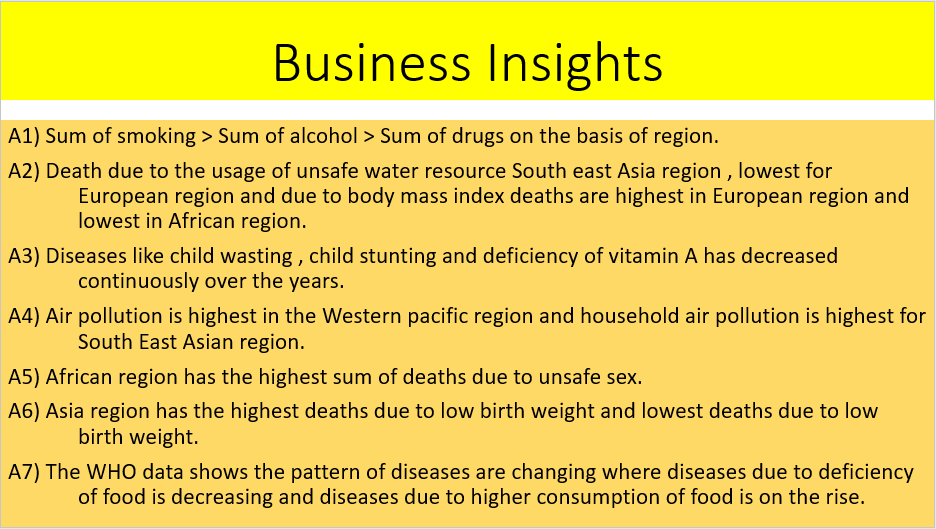 Business Insights
A1) Sum of smoking > Sum of alcohol > Sum of drugs on the basis of region.
A2) Death due to the usage of unsafe water resource South east Asia region , lowest for
European region and due to body mass index deaths are highest in European region and
lowest in African region.
A3) Diseases like child wasting , child stunting and deficiency of vitamin A has decreased
continuously over the years.
A4) Air pollution is highest in the Western pacific region and household air pollution is highest for
South East Asian region.
A5) African region has the highest sum of deaths due to unsafe sex.
A6) Asia region has the highest deaths due to low birth weight and lowest deaths due to low
birth weight.
A7) The WHO data shows the pattern of diseases are changing where diseases due to deficiency
of food is decreasing and diseases due to higher consumption of food is on the rise.